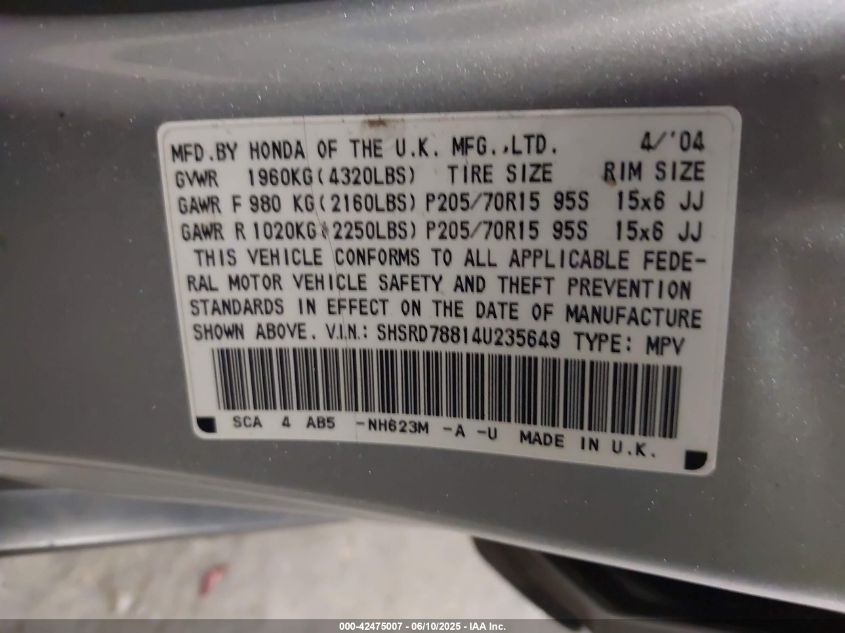 MFD.BY HONDA OF THE U.K. MFG.,LTD. 4/'04
GVWR 1960KG(4320LBS) TIRE SIZE RIM SIZE
GAWR F 980 KG(2160LBS) P205/70R15 95S 15x6 JJ
GAWR R 1020KG(2250LBS) P205/70R15 95S 15x6 JJ
THIS VEHICLE CONFORMS TO ALL APPLICABLE FEDE-
RAL MOTOR VEHICLE SAFETY AND THEFT PREVENTION
STANDARDS IN EFFECT ON THE DATE OF MANUFACTURE
SHOWN ABOVE. V.I.N.: SHSRD78814U235649 TYPE: MPV
SCA 4 AB5 -NH623M -A -U MADE IN U.K.
000-42475007 - 06/10/2025 - IAA Inc.